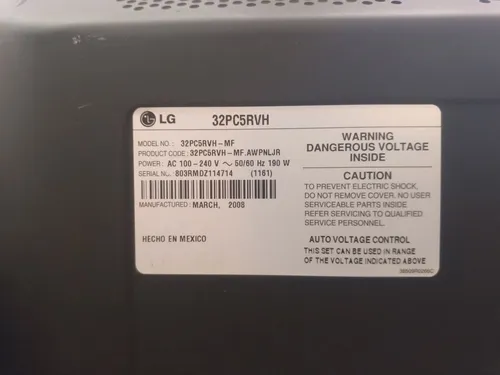 LG 32PC5RVH
MODEL NO : 32PC5RVH-MF
PRODUCT CODE : 32PC5RVH-MF.AWPNLJR
POWER : AC 100-240 V ~ 50/60 Hz 190 W
SERIAL No. : 803RMDZ114714 (1161)
MANUFACTURED : MARCH, 2008
HECHO EN MEXICO
WARNING
DANGEROUS VOLTAGE
INSIDE
CAUTION
TO PREVENT ELECTRIC SHOCK,
DO NOT REMOVE COVER. NO USER
SERVICEABLE PARTS INSIDE
REFER SERVICING TO QUALIFIED
SERVICE PERSONNEL.
AUTO VOLTAGE CONTROL
THIS SET CAN BE USED IN RANGE
OF THE VOLTAGE INDICATED ABOVE